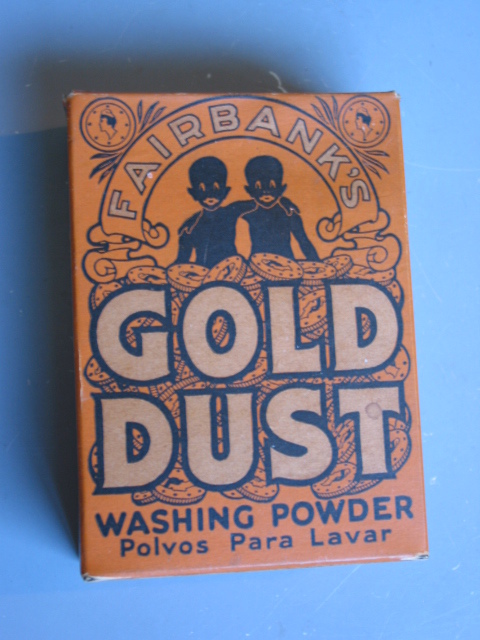 FAIRBANK'S
GOLD
DUST
WASHING POWDER
Polvos Para Lavar